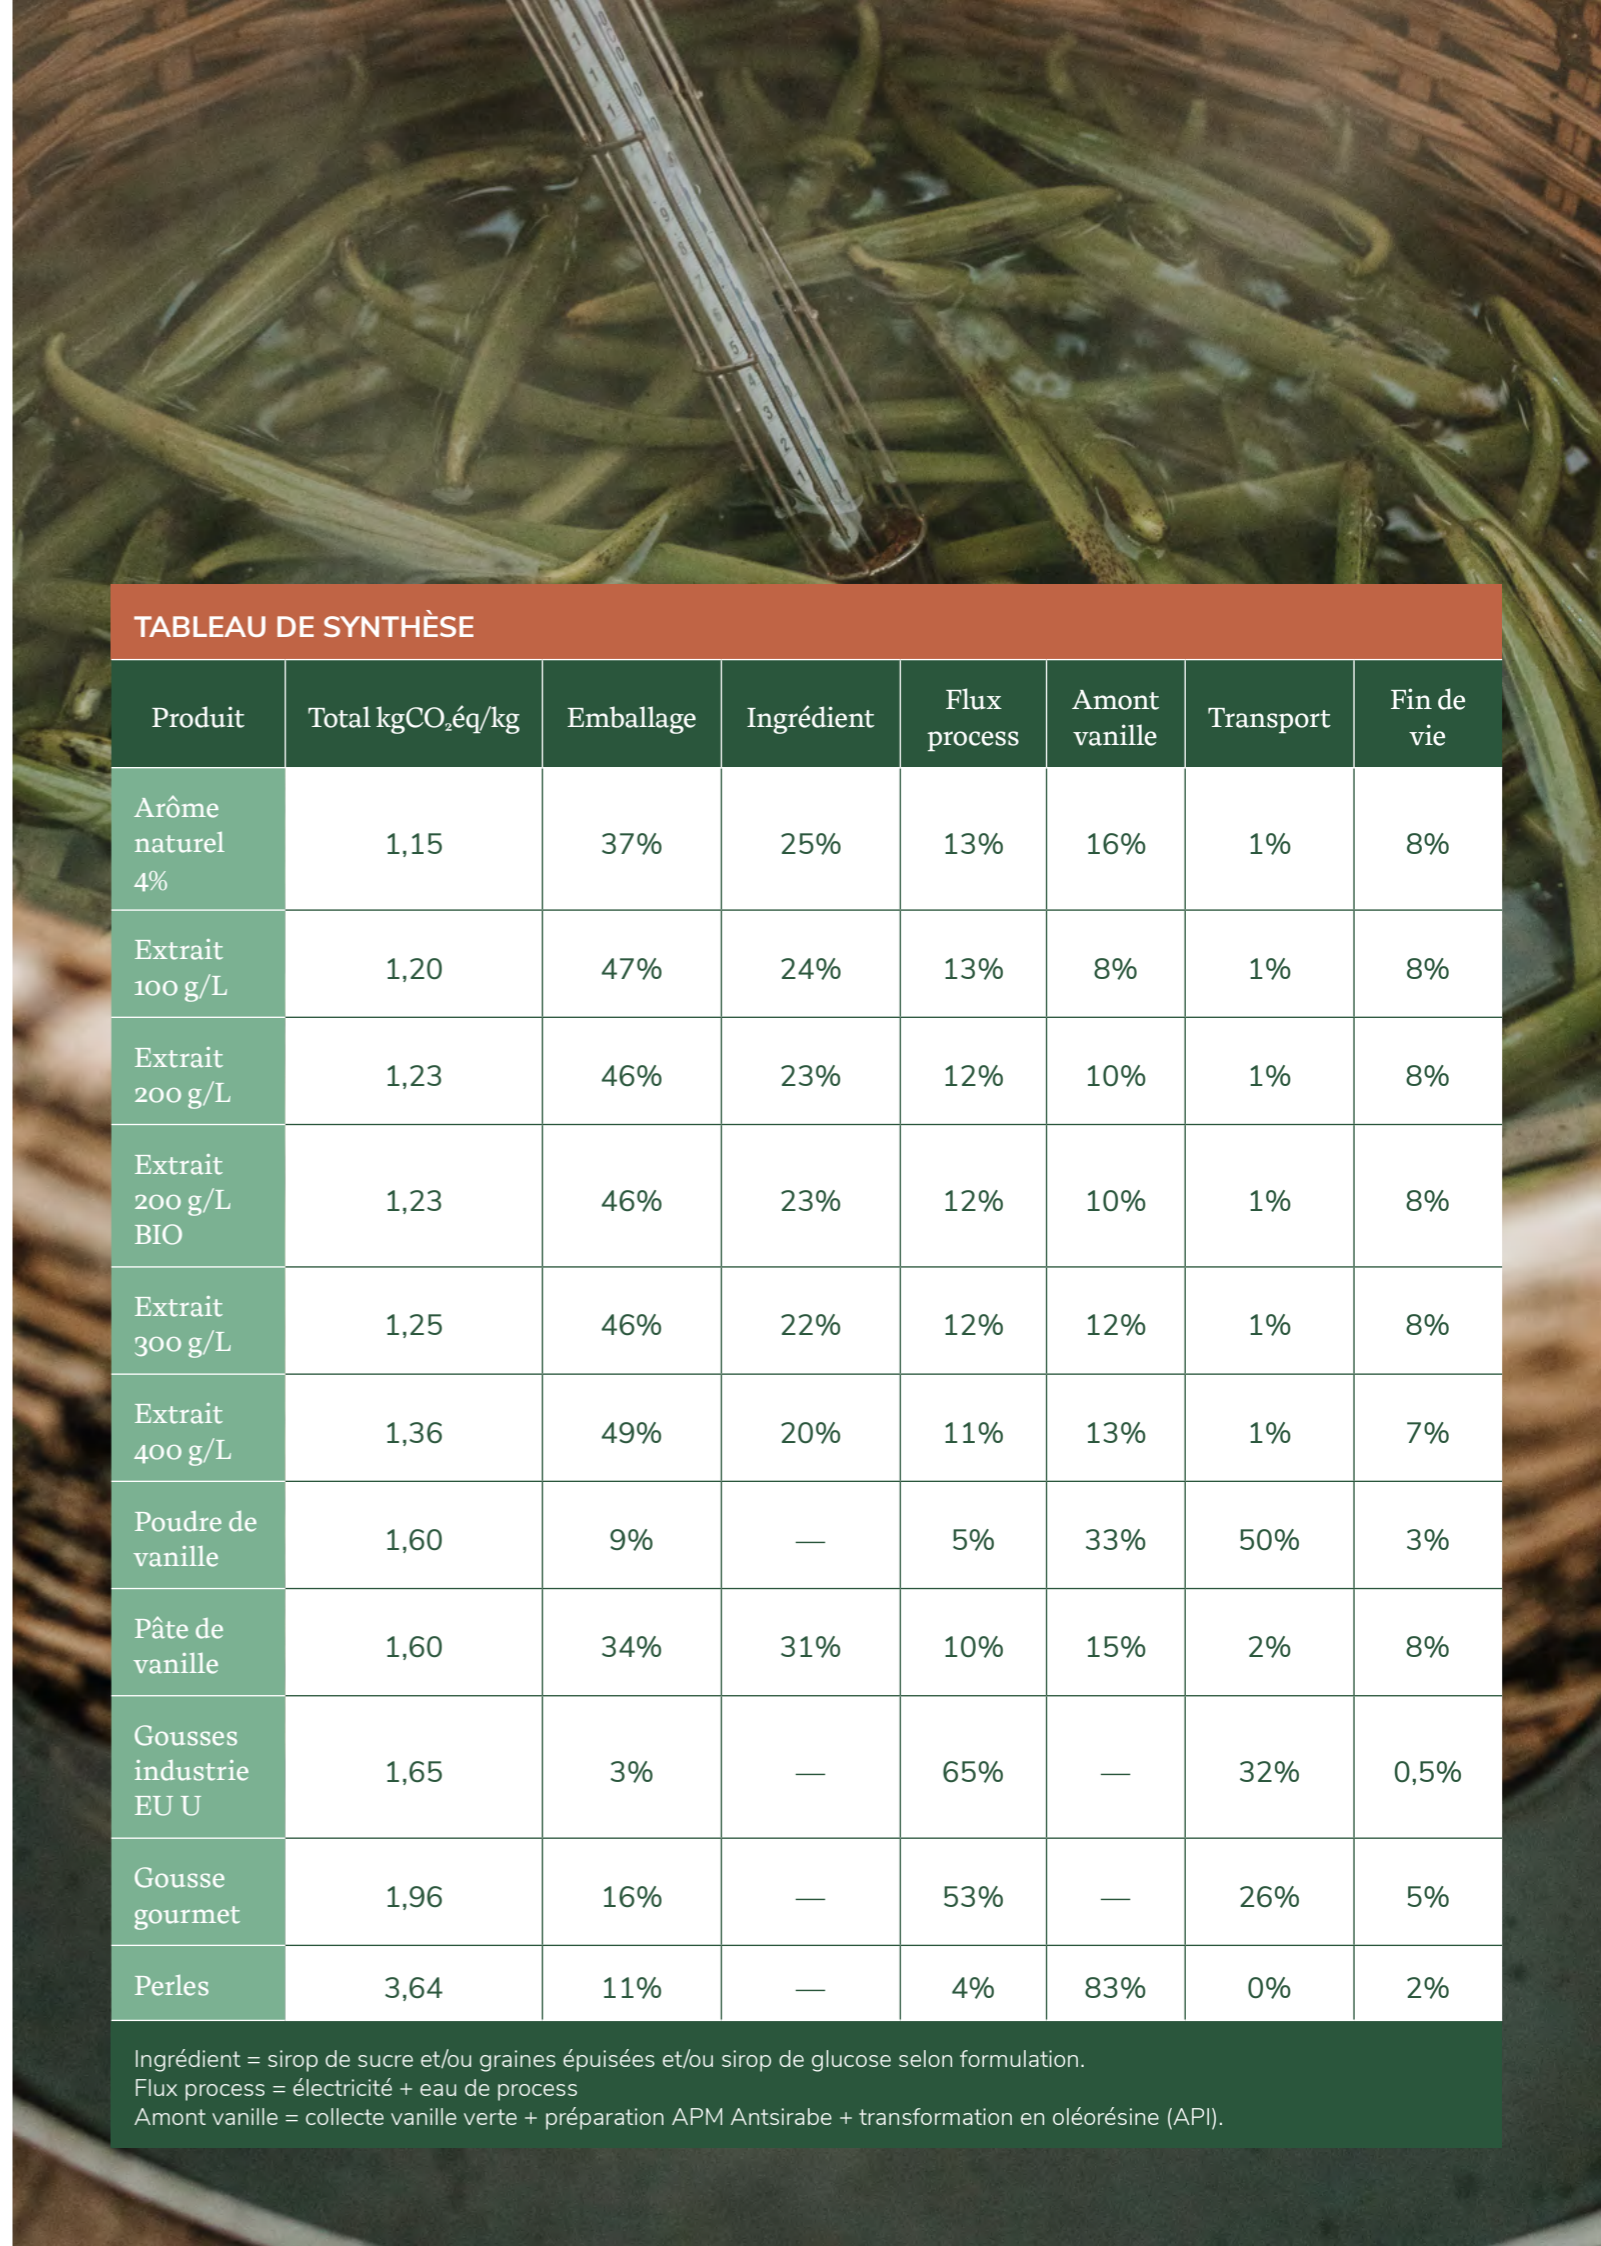 TABLEAU DE SYNTHÈSE
Produit Total kgCO₂éq/kg Emballage Ingrédient Flux process Amont vanille Transport Fin de vie
Arôme naturel 4% 1,15 37% 25% 13% 16% 1% 8%
Extrait 100 g/L 1,20 47% 24% 13% 8% 1% 8%
Extrait 200 g/L 1,23 46% 23% 12% 10% 1% 8%
Extrait 200 g/L BIO 1,23 46% 23% 12% 10% 1% 8%
Extrait 300 g/L 1,25 46% 22% 12% 12% 1% 8%
Extrait 400 g/L 1,36 49% 20% 11% 13% 1% 7%
Poudre de vanille 1,60 9% — 5% 33% 50% 3%
Pâte de vanille 1,60 34% 31% 10% 15% 2% 8%
Gousses industrie EU U 1,65 3% — 65% — 32% 0,5%
Gousse gourmet 1,96 16% — 53% — 26% 5%
Perles 3,64 11% — 4% 83% 0% 2%
Ingrédient = sirop de sucre et/ou graines épuisées et/ou sirop de glucose selon formulation.
Flux process = électricité + eau de process
Amont vanille = collecte vanille verte + préparation APM Antsirabe + transformation en oléorésine (API).